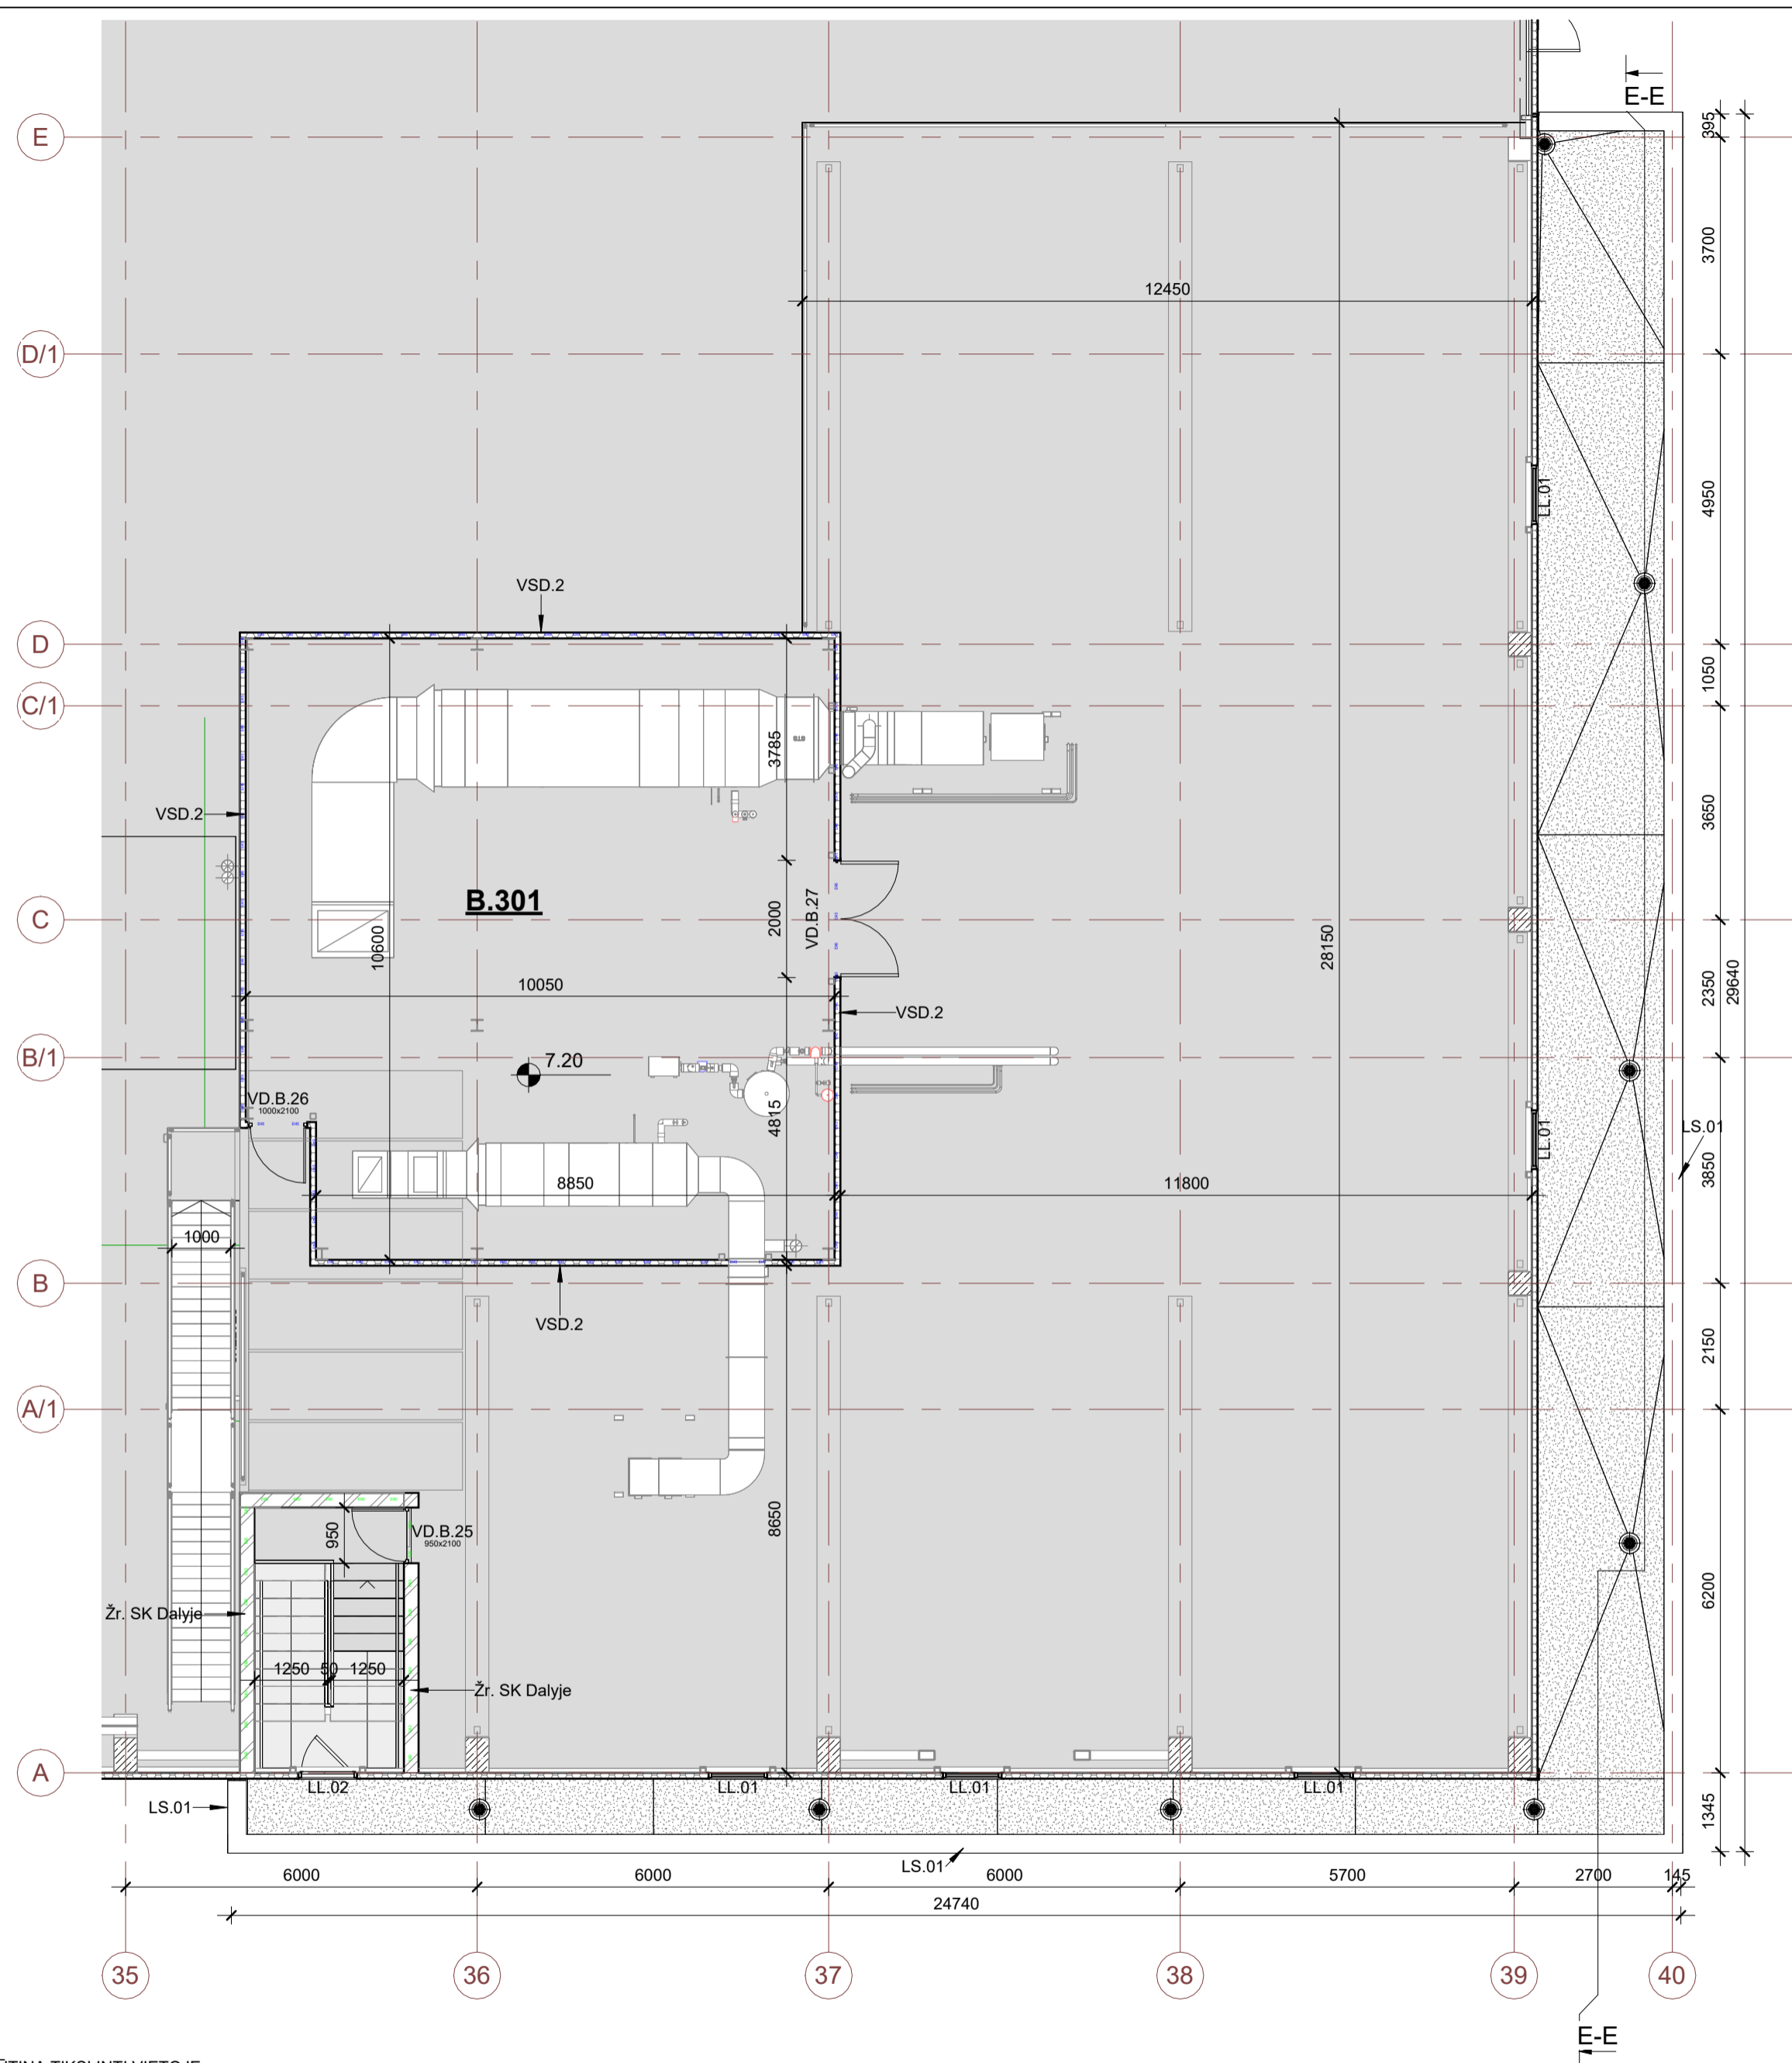 E-E
E
395
3700
12450
D/1
4950
LL.01
VSD.2
D
1050
C/1
3785
3650
VSD.2
B.301
C
2000
VD.B.27
10600
28150
10050
2350
29640
VSD.2
B/1
7.20
VD.B.26
1000x2100
4815
LL.01
LS.01
8850
11800
3850
1000
B
VSD.2
2150
A/1
8650
950
VD.B.25
950x2100
6200
Žr. SK Dalyje
1250 50 1250
Žr. SK Dalyje
A
LL.02
LL.01
LL.01
LL.01
LS.01
1345
LS.01
6000
6000
6000
5700
2700
145
24740
35
36
37
38
39
40
E-E